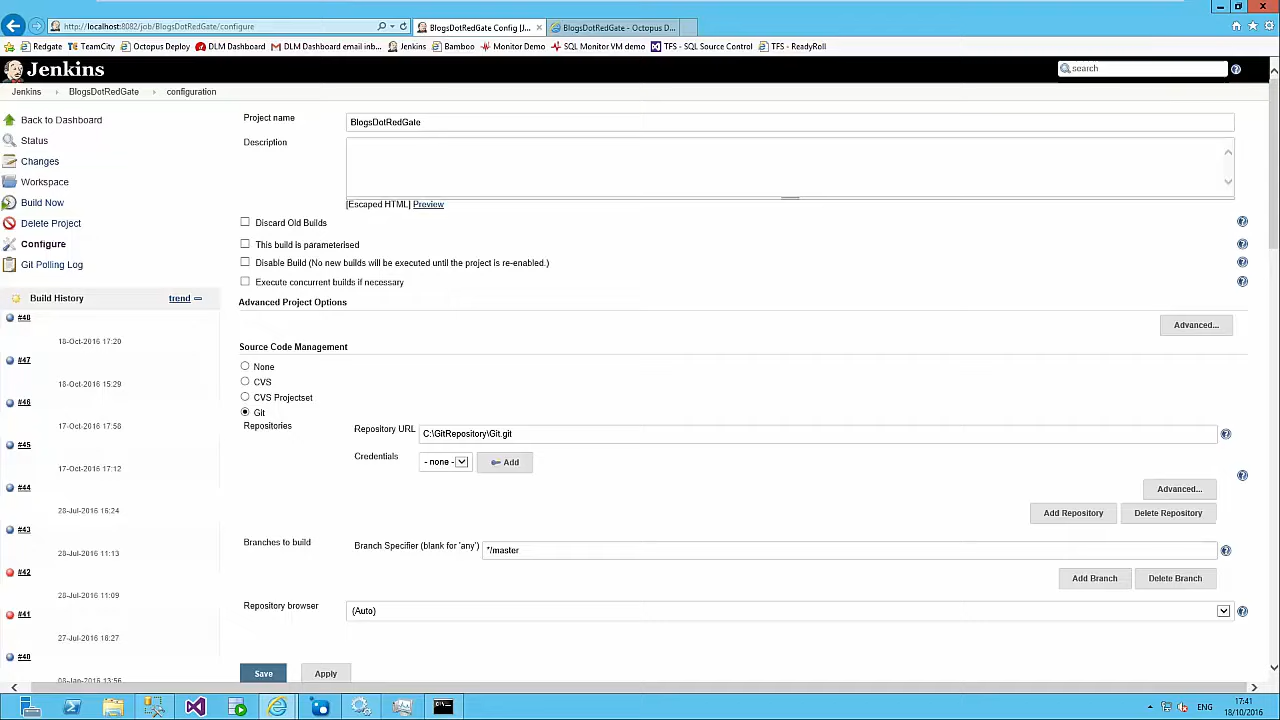 http://localhost:8082/job/BlogsDotRedGate/configure
BlogsDotRedGate Config [J...
BlogsDotRedGate - Octopus D...
Redgate
TeamCity
Octopus Deploy
DLM Dashboard
DLM Dashboard email inb...
Jenkins
Bamboo
Monitor Demo
SQL Monitor VM demo
TFS - SQL Source Control
TFS - ReadyRoll
Jenkins
search
Jenkins
BlogsDotRedGate
configuration
Back to Dashboard
Status
Changes
Workspace
Build Now
Delete Project
Configure
Git Polling Log
Build History
trend
#48
18-Oct-2016 17:20
#47
18-Oct-2016 15:29
#46
17-Oct-2016 17:58
#45
17-Oct-2016 17:12
#44
28-Jul-2016 16:24
#43
28-Jul-2016 11:13
#42
28-Jul-2016 11:09
#41
27-Jul-2016 16:27
#40
Project name
BlogsDotRedGate
Description
[Escaped HTML] Preview
Discard Old Builds
This build is parameterised
Disable Build (No new builds will be executed until the project is re-enabled.)
Execute concurrent builds if necessary
Advanced Project Options
Advanced...
Source Code Management
None
CVS
CVS Projectset
Git
Repositories
Repository URL
C:\GitRepository\Git.git
Credentials
- none -
Add
Advanced...
Add Repository
Delete Repository
Branches to build
Branch Specifier (blank for 'any')
*/master
Add Branch
Delete Branch
Repository browser
(Auto)
Save
Apply
ENG
17:41
18/10/2016